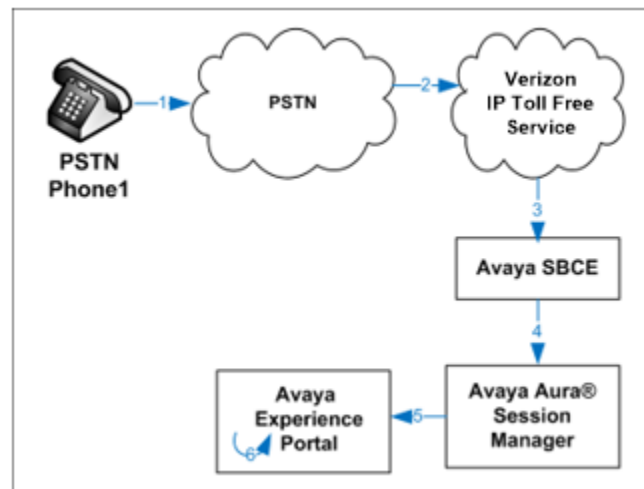 PSTN
Phone1
1
PSTN
2
Verizon
IP Toll Free
Service
3
Avaya SBCE
4
Avaya Aura®
Session
Manager
5
Avaya
Experience
Portal
6